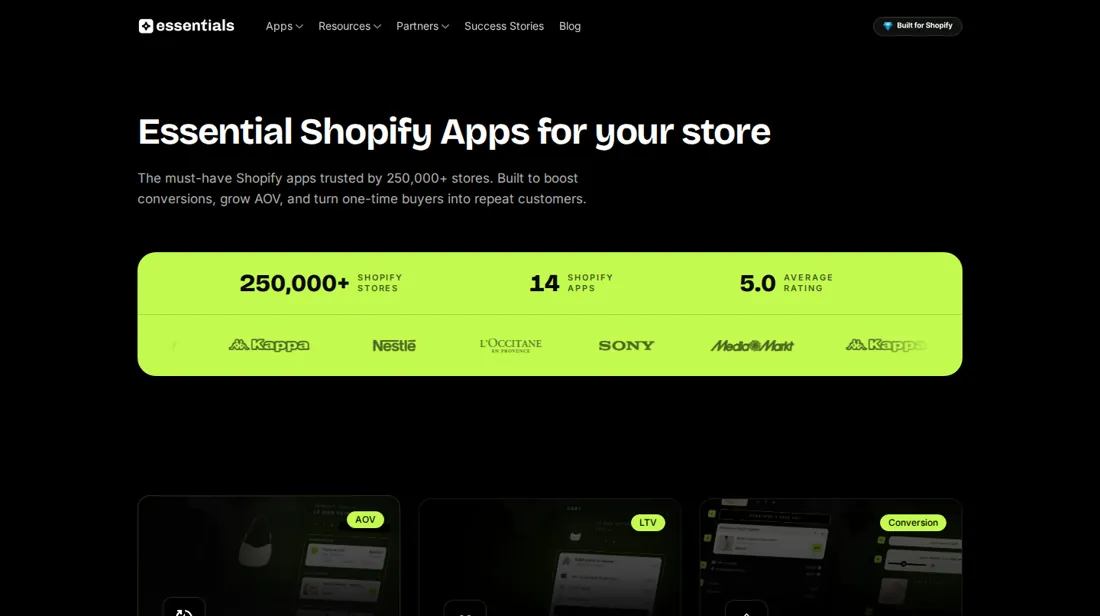 essentials
Apps
Resources
Partners
Success Stories
Blog
Built for Shopify
Essential Shopify Apps for your store
The must-have Shopify apps trusted by 250,000+ stores. Built to boost
conversions, grow AOV, and turn one-time buyers into repeat customers.
250,000+
SHOPIFY
STORES
14
SHOPIFY
APPS
5.0
AVERAGE
RATING
Kappa
Nestlé
L'OCCITANE
EN PROVENCE
SONY
MediaMarkt
Kappa
AOV
LTV
Conversion